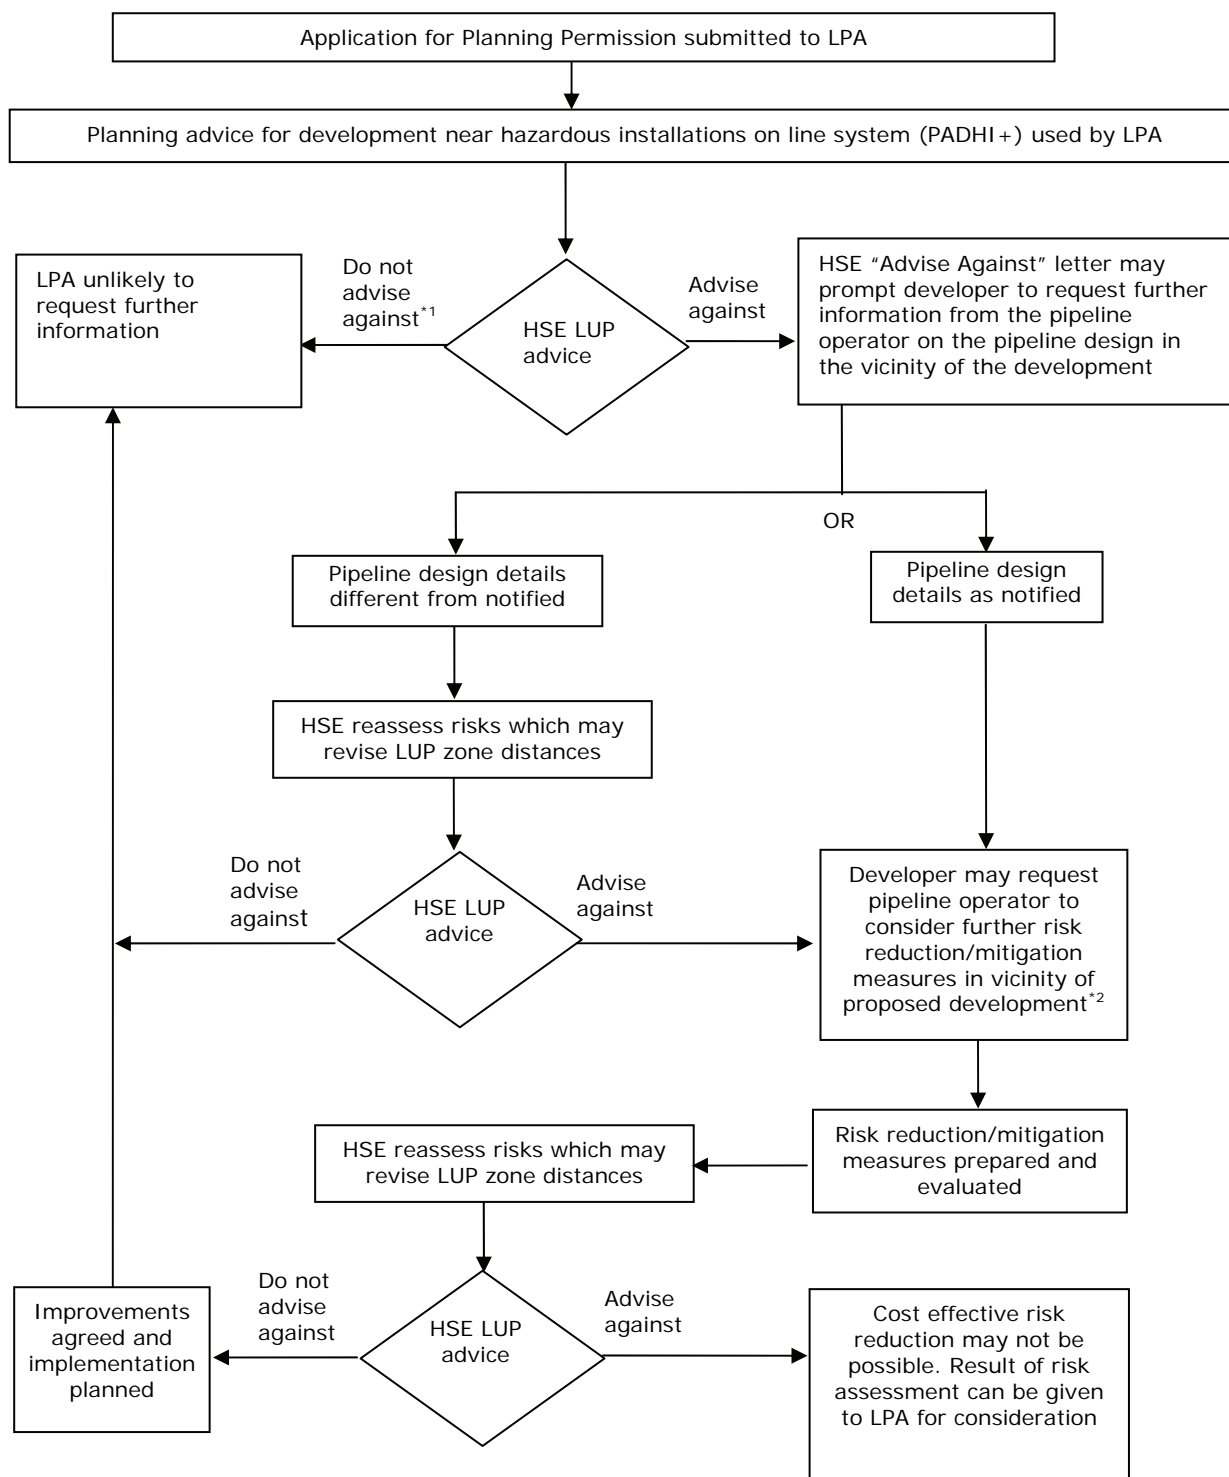 Application for Planning Permission submitted to LPA
Planning advice for development near hazardous installations on line system (PADHI+) used by LPA
LPA unlikely to
request further
information
Do not
advise
against*1
HSE LUP
advice
Advise
against
HSE “Advise Against” letter may
prompt developer to request further
information from the pipeline
operator on the pipeline design in
the vicinity of the development
OR
Pipeline design details
different from notified
Pipeline design
details as notified
HSE reassess risks which may
revise LUP zone distances
Do not
advise
against
HSE LUP
advice
Advise
against
Developer may request
pipeline operator to
consider further risk
reduction/mitigation
measures in vicinity of
proposed development*2
HSE reassess risks which may
revise LUP zone distances
Risk reduction/mitigation
measures prepared and
evaluated
Improvements
agreed and
implementation
planned
Do not
advise
against
HSE LUP
advice
Advise
against
Cost effective risk
reduction may not be
possible. Result of risk
assessment can be given
to LPA for consideration